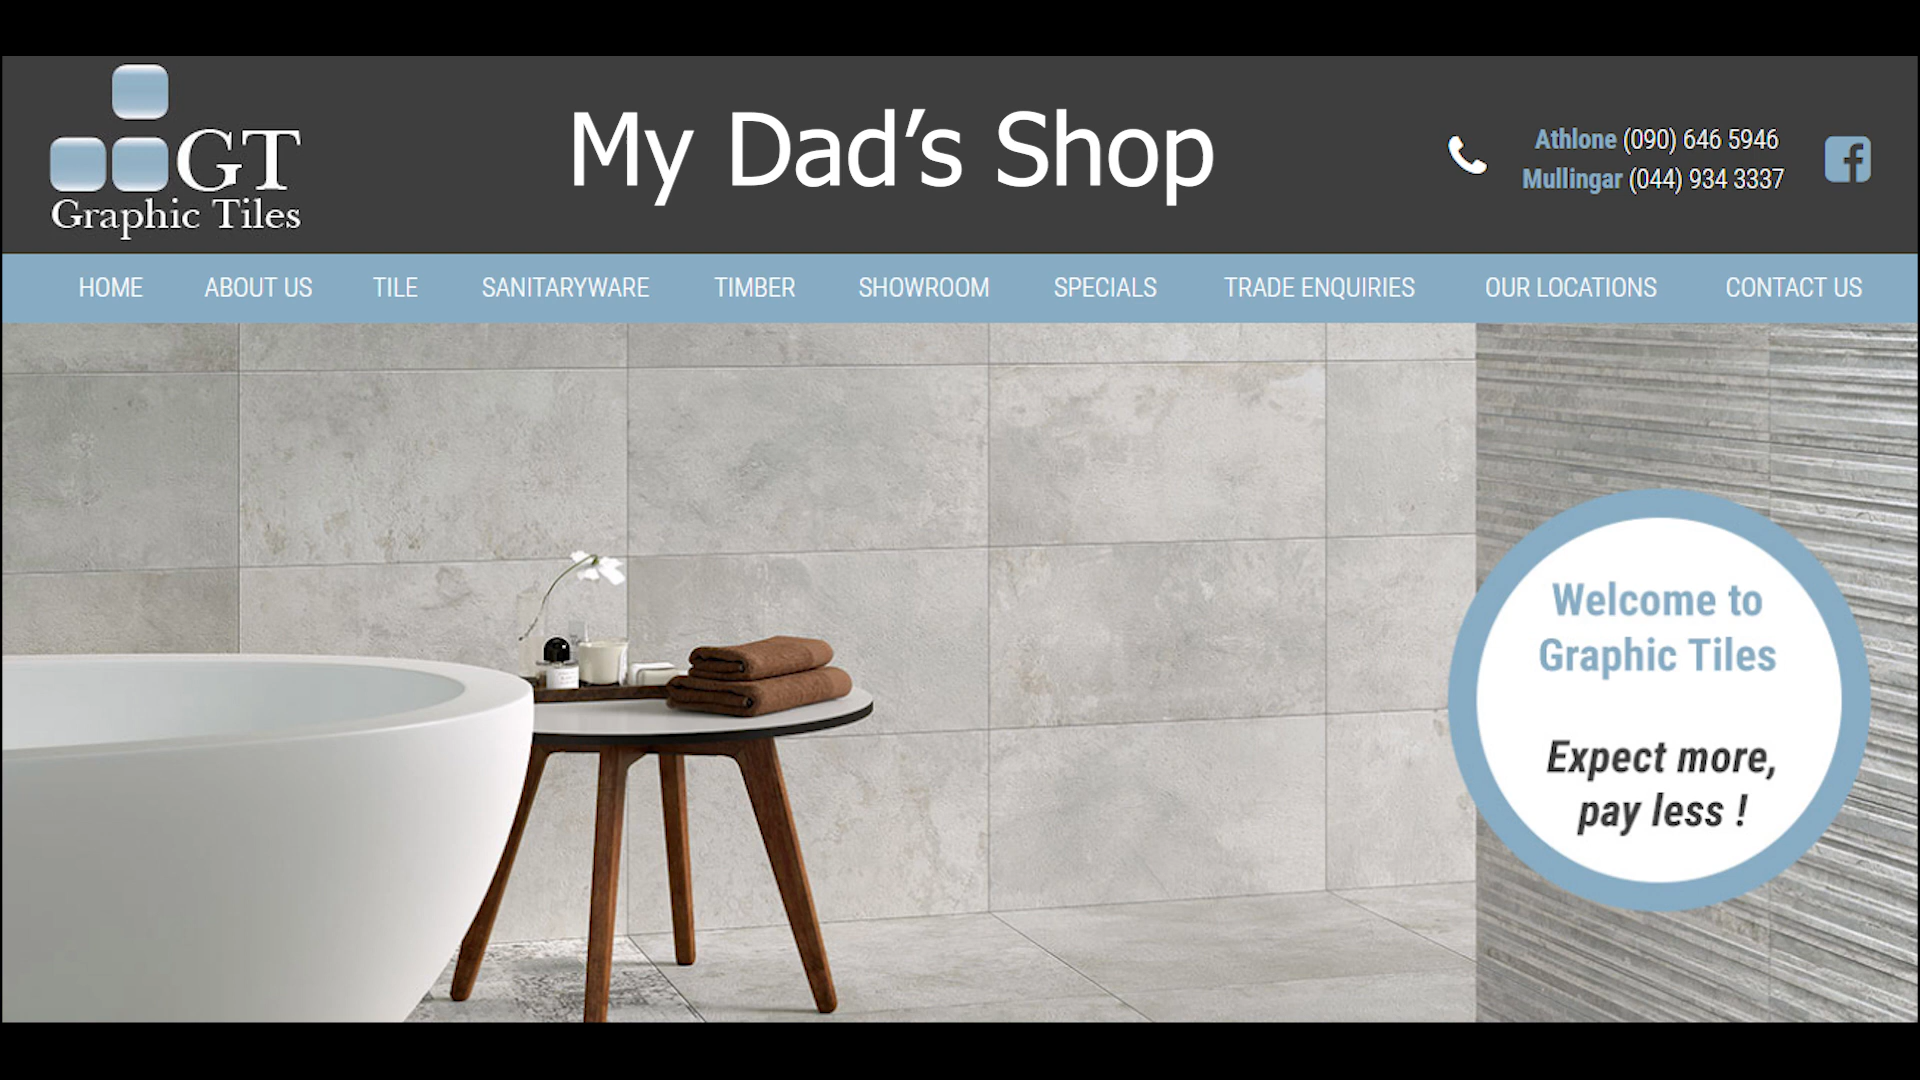 GT
Graphic Tiles
My Dad's Shop
Athlone (090) 646 5946
Mullingar (044) 934 3337
HOME ABOUT US TILE SANITARYWARE TIMBER SHOWROOM SPECIALS TRADE ENQUIRIES OUR LOCATIONS CONTACT US
Welcome to
Graphic Tiles
Expect more,
pay less !